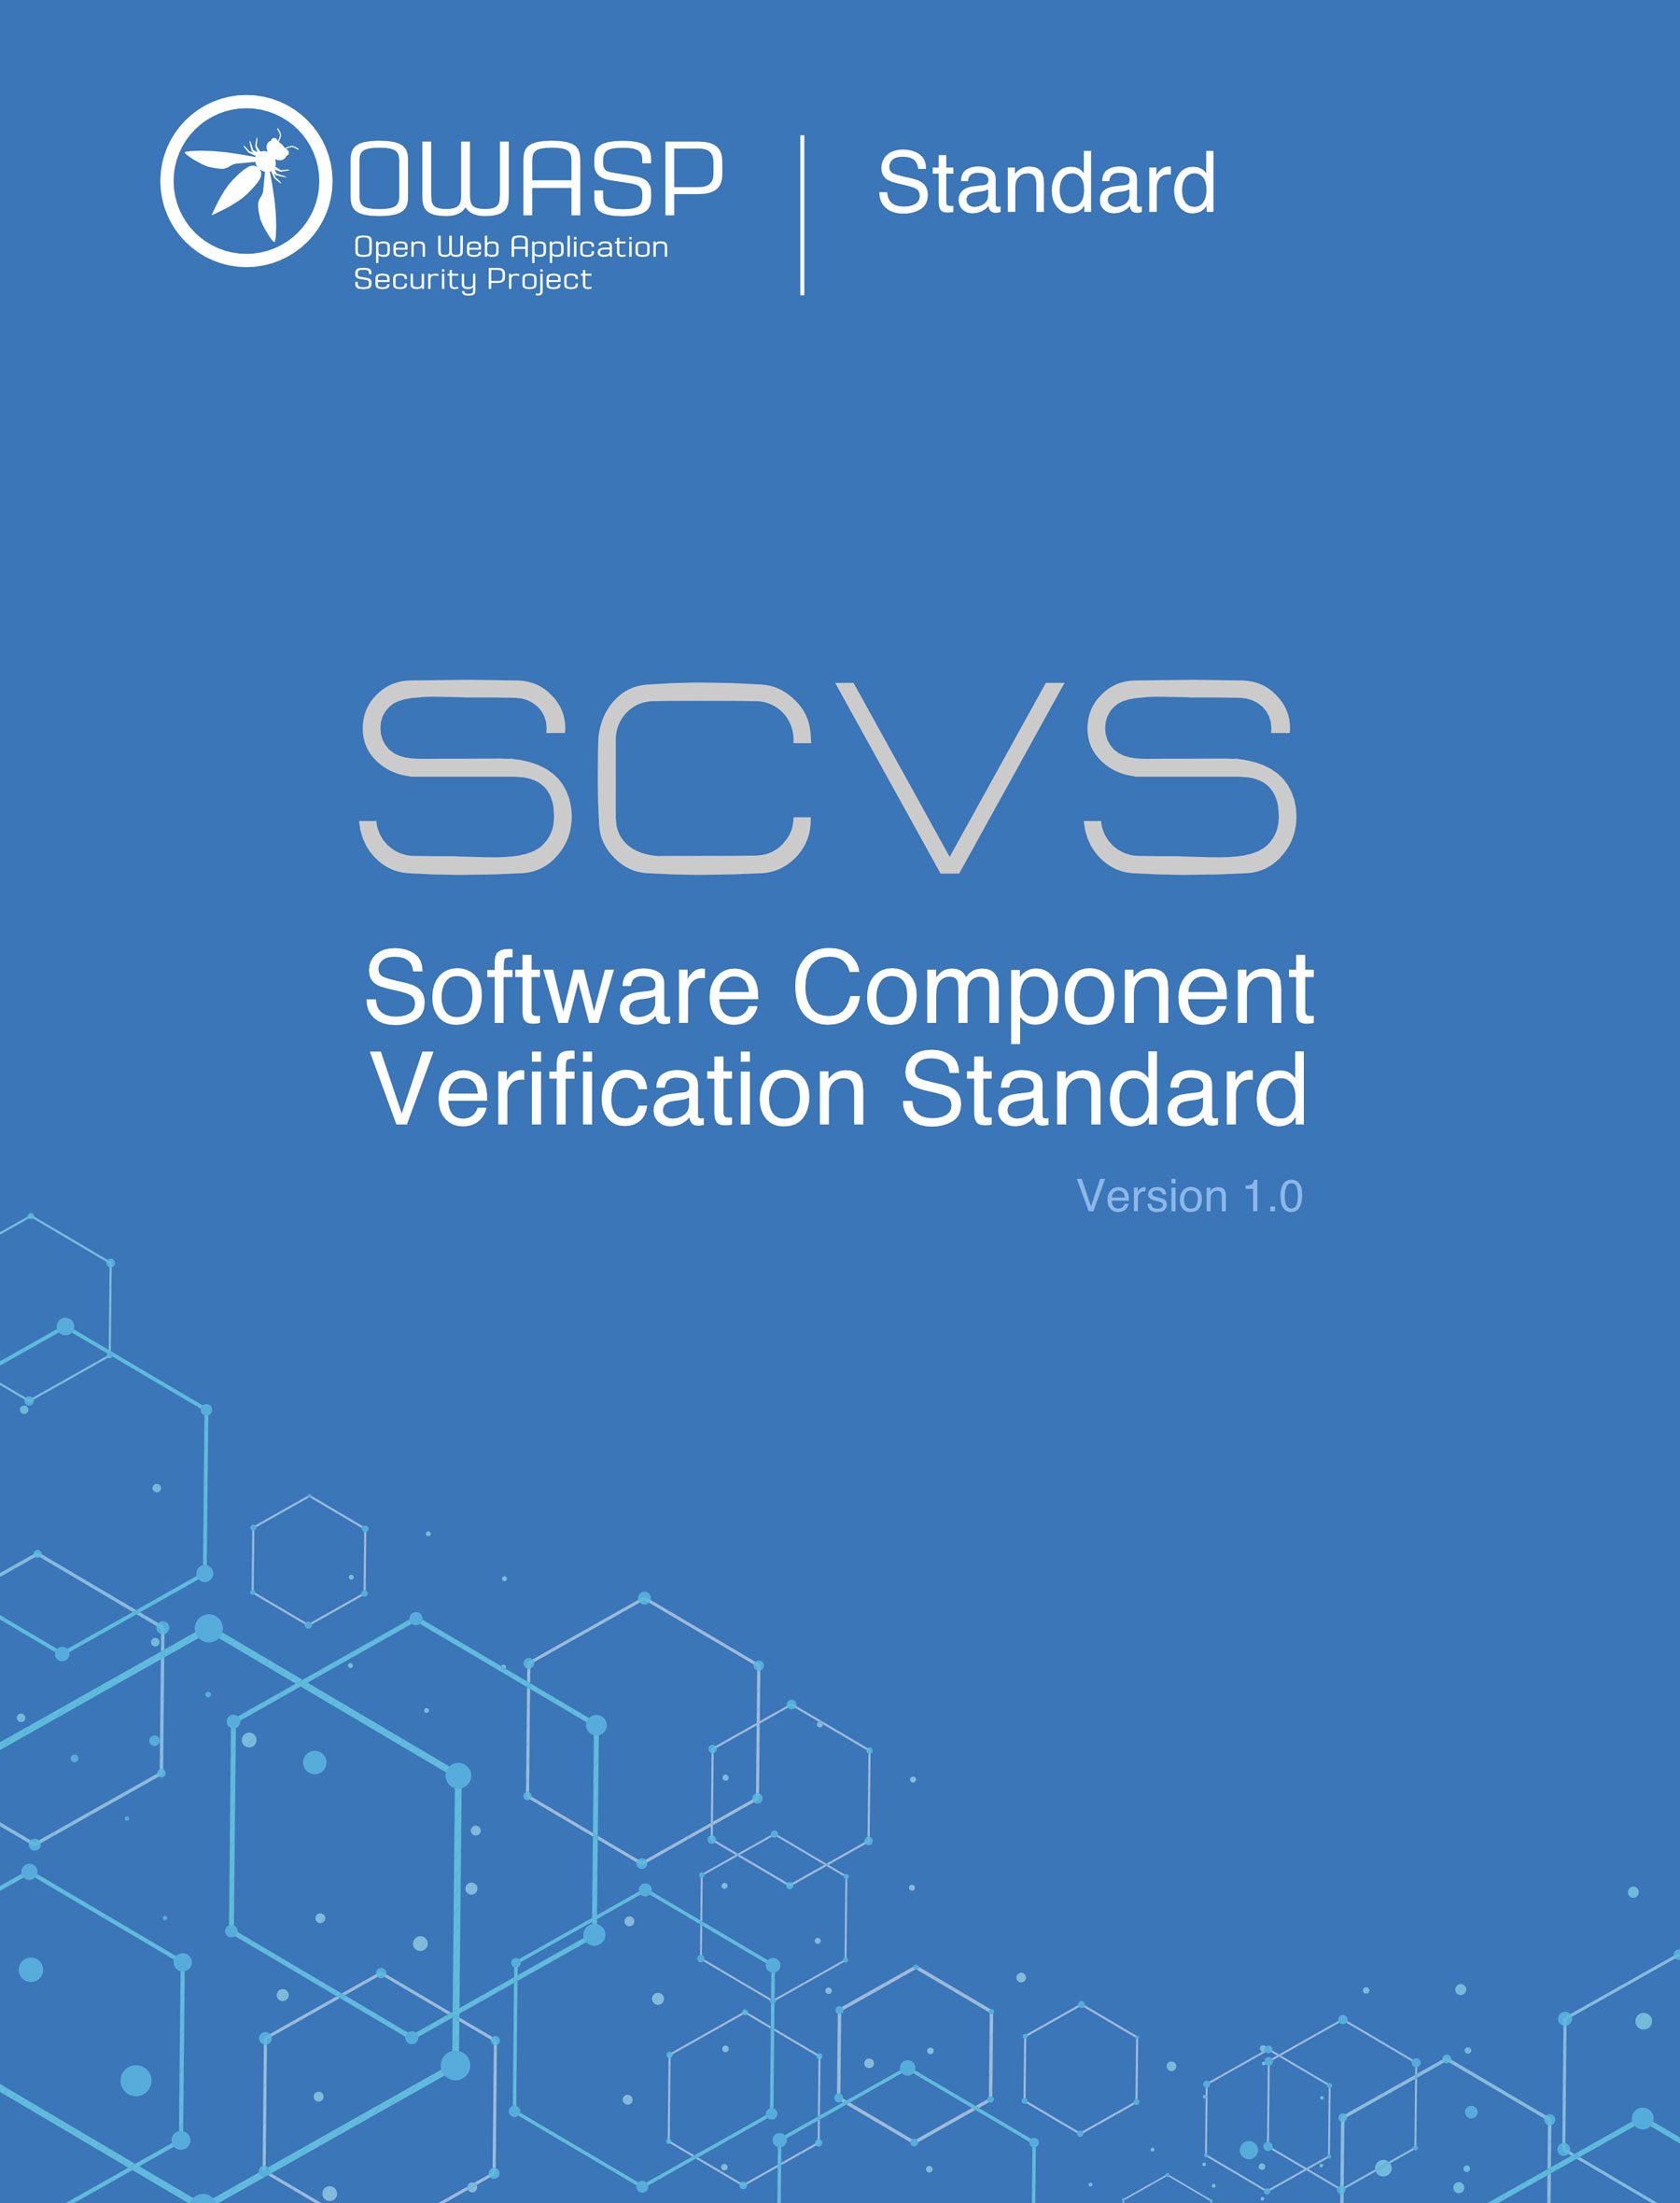 OWASP
Open Web Application
Security Project
Standard
SCVS
Software Component
Verification Standard
Version 1.0